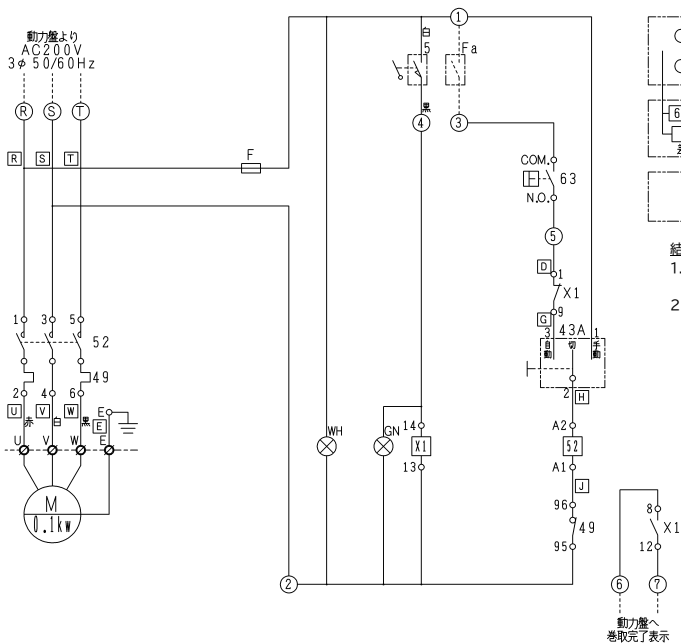 動力盤より
AC200V
3φ 50/60Hz
R S T
R S T
F
1 3 5
52
49
2 4 6
U V W
赤 白 黒
E
E
U V W E
M
0.1kw
1
白
5
Fa
黒
4
3
COM.
63
N.O.
5
D
1
X1
G
9
3 43A 1
自動 切 手動
2
H
WH
GN
14
X1
13
A2
52
A1
J
96
49
95
2
8
X1
12
6 7
動力盤へ
巻取完了表示
6
結
1.
2